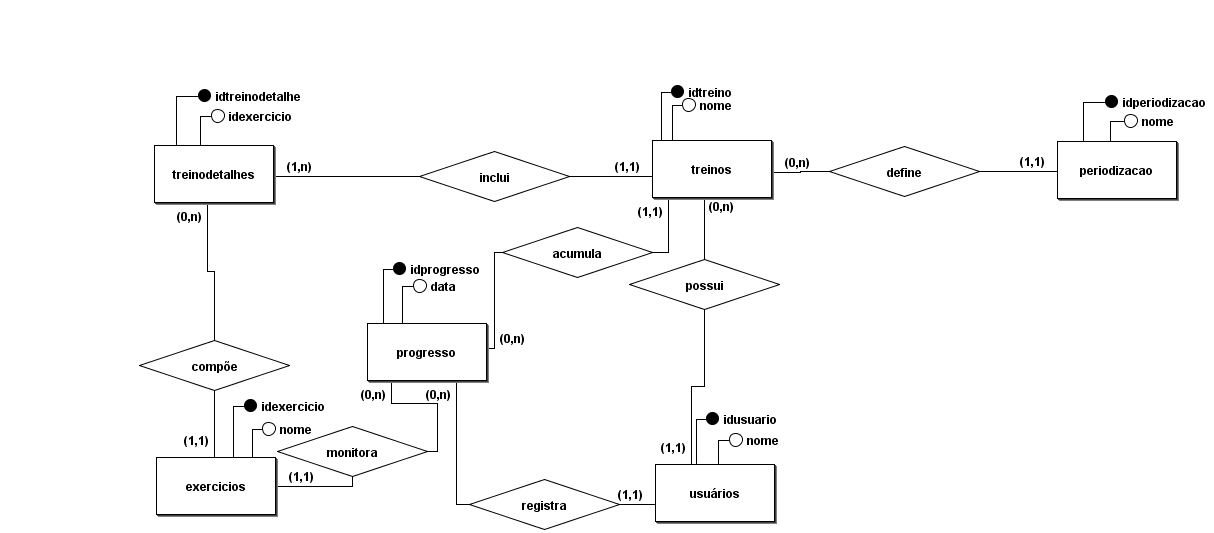 idtreinodetalhe
idexercicio
treinodetalhes
(1,n)
inclui
(1,1)
idtreino
nome
treinos
(0,n)
define
(1,1)
idperiodizacao
nome
periodizacao
(0,n)
(1,1)
(0,n)
acumula
possui
idprogresso
data
progresso
(0,n)
(0,n)
(0,n)
compõe
idexercicio
nome
(1,1)
exercicios
monitora
(1,1)
registra
(1,1)
idusuario
nome
(1,1)
usuários